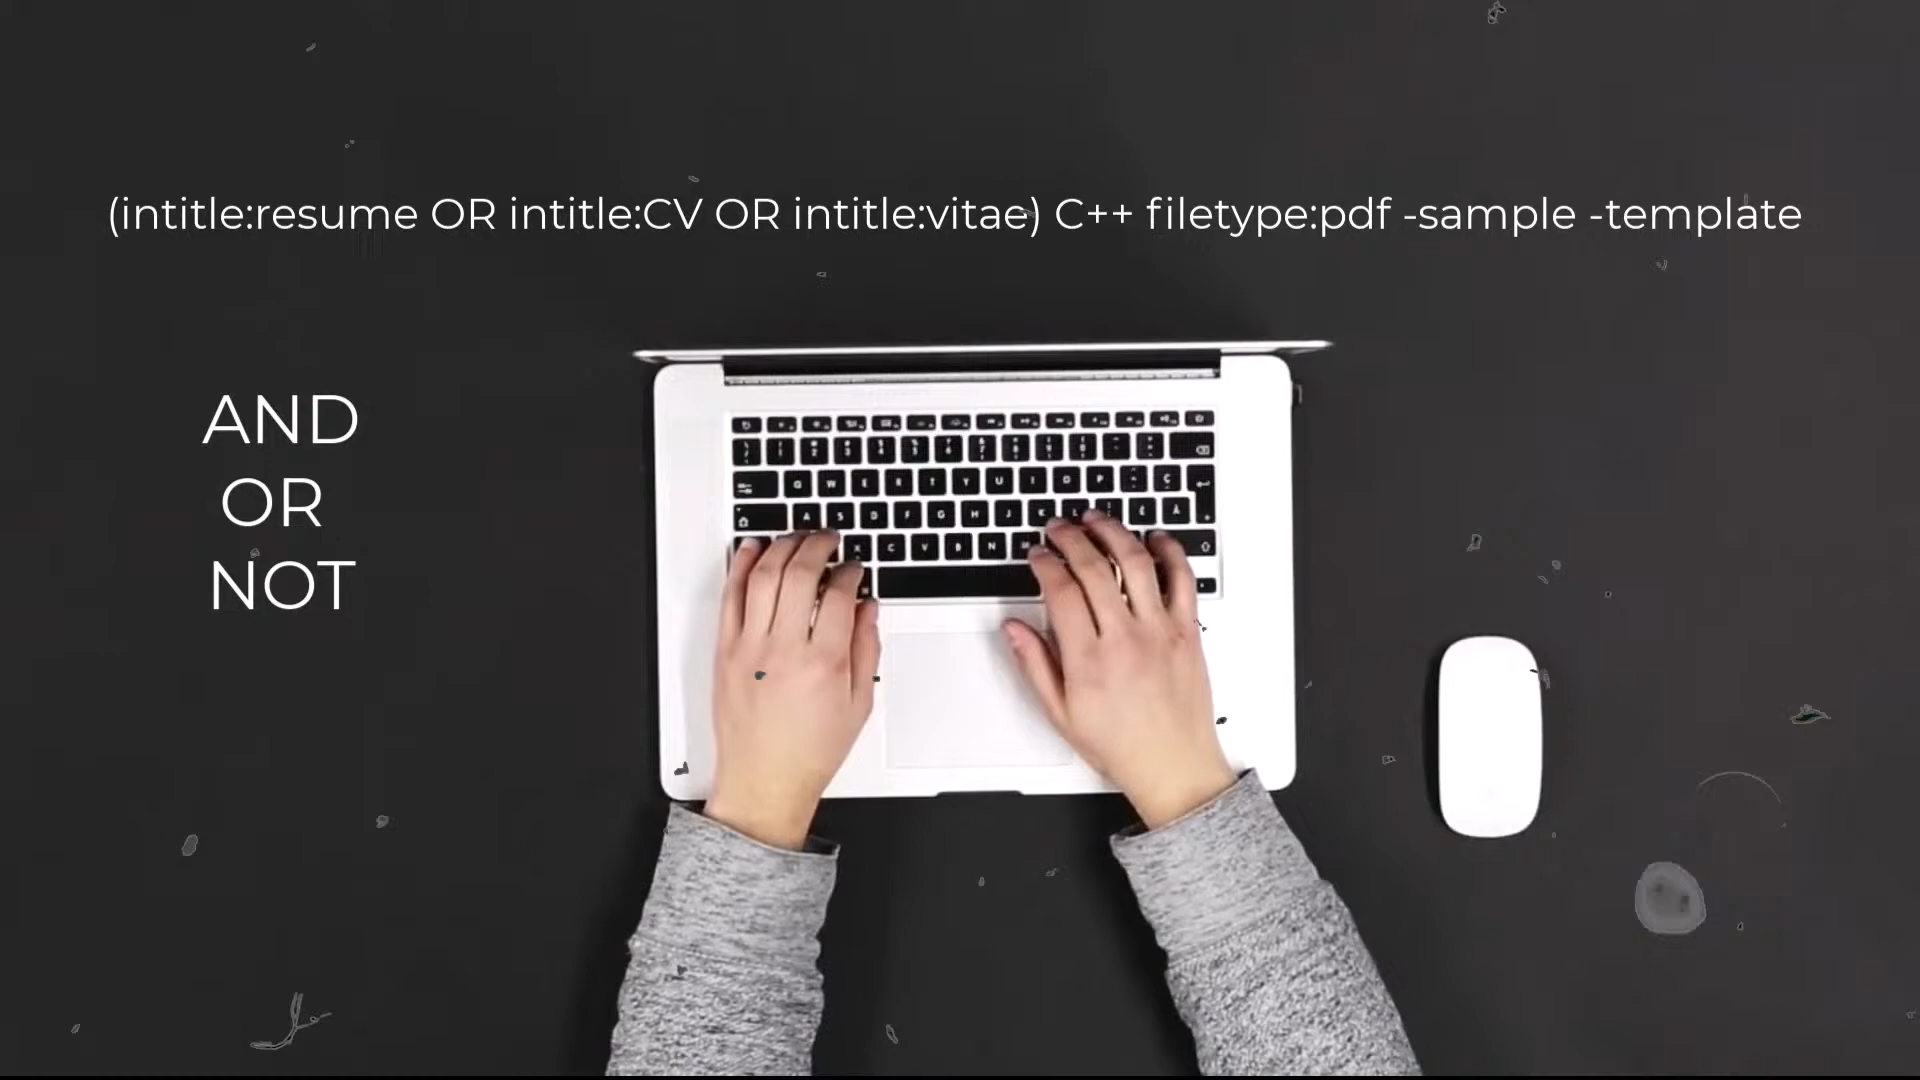 (intitle:resume OR intitle:CV OR intitle:vitae) C++ filetype:pdf -sample -template
AND
OR
NOT